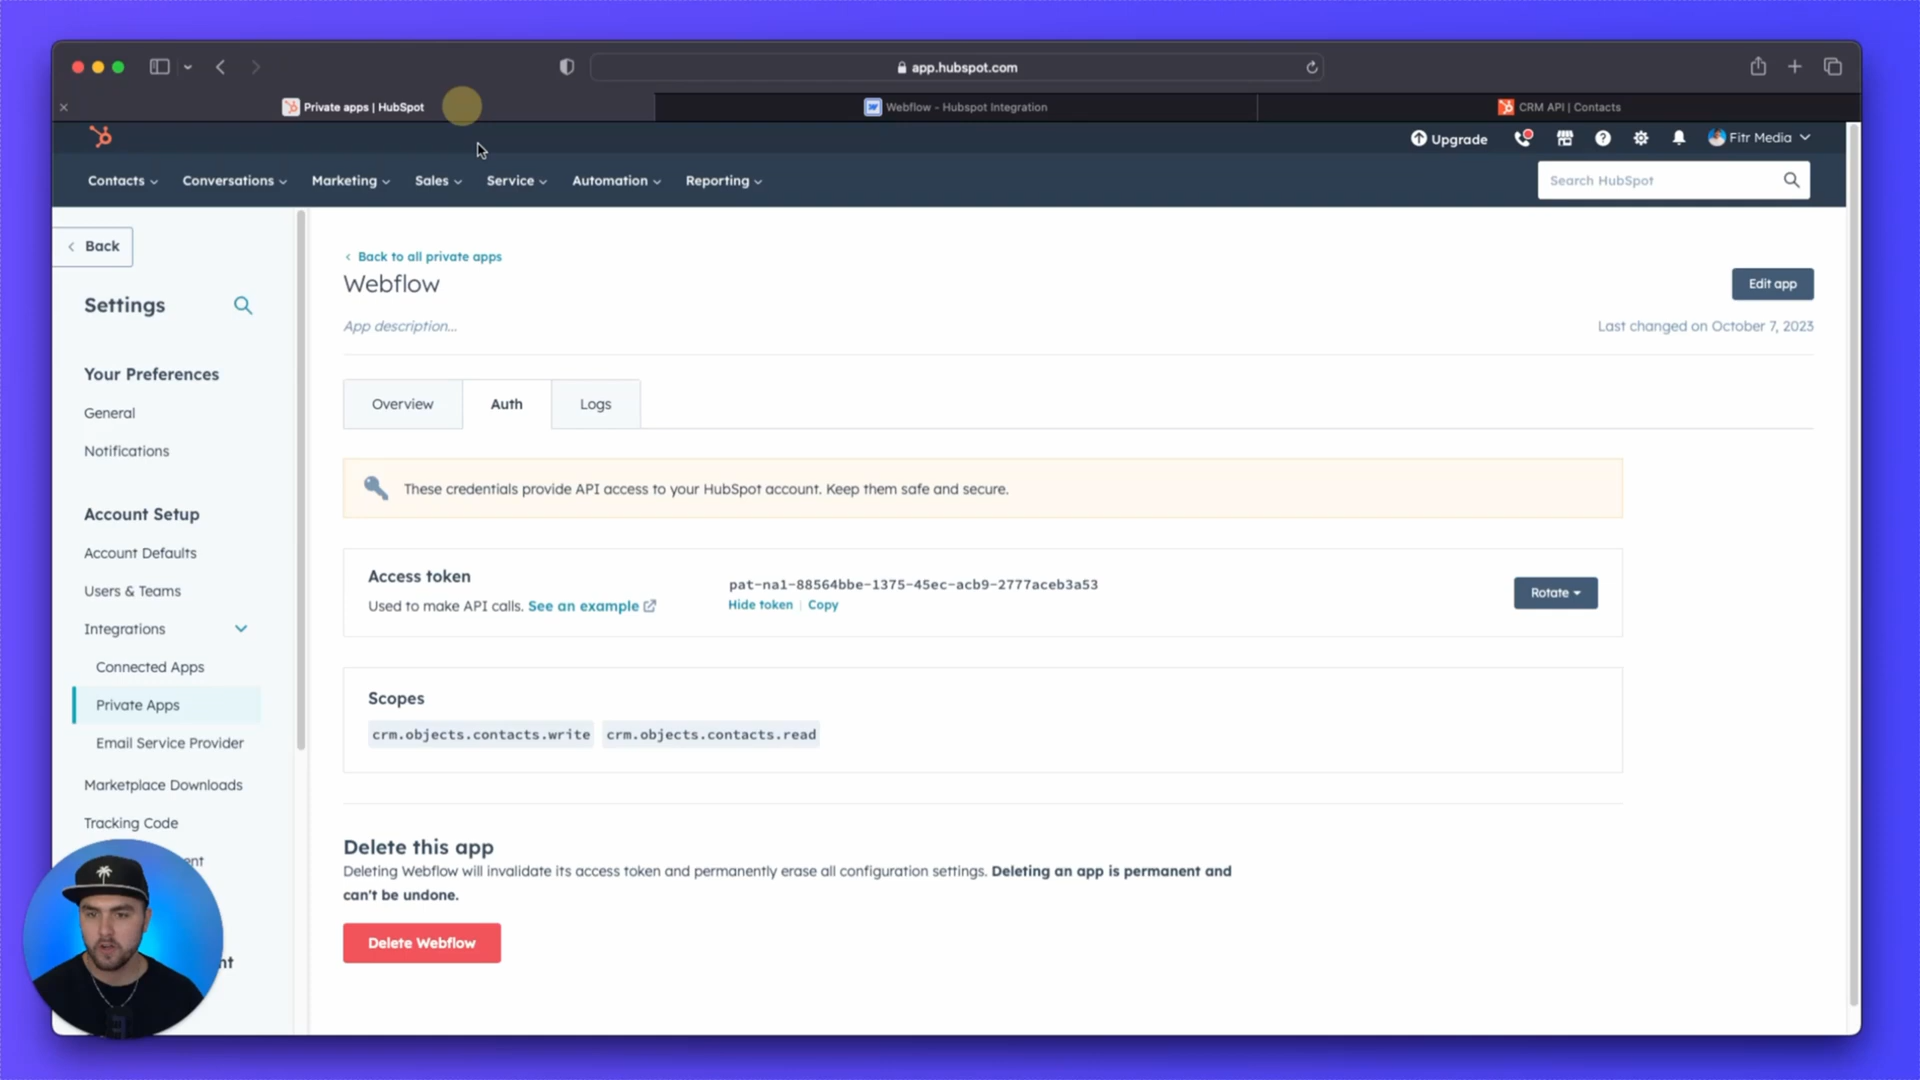 app.hubspot.com
Private apps | HubSpot
Webflow - Hubspot Integration
CRM API | Contacts
Upgrade
Fitr Media
Contacts
Conversations
Marketing
Sales
Service
Automation
Reporting
Search HubSpot
Back
Settings
Your Preferences
General
Notifications
Account Setup
Account Defaults
Users & Teams
Integrations
Connected Apps
Private Apps
Email Service Provider
Marketplace Downloads
Tracking Code
ent
nt
Back to all private apps
Webflow
Edit app
App description...
Last changed on October 7, 2023
Overview
Auth
Logs
These credentials provide API access to your HubSpot account. Keep them safe and secure.
Access token
Used to make API calls. See an example
pat-na1-88564bbe-1375-45ec-acb9-2777aceb3a53
Hide token | Copy
Rotate
Scopes
crm.objects.contacts.write crm.objects.contacts.read
Delete this app
Deleting Webflow will invalidate its access token and permanently erase all configuration settings. Deleting an app is permanent and
can't be undone.
Delete Webflow